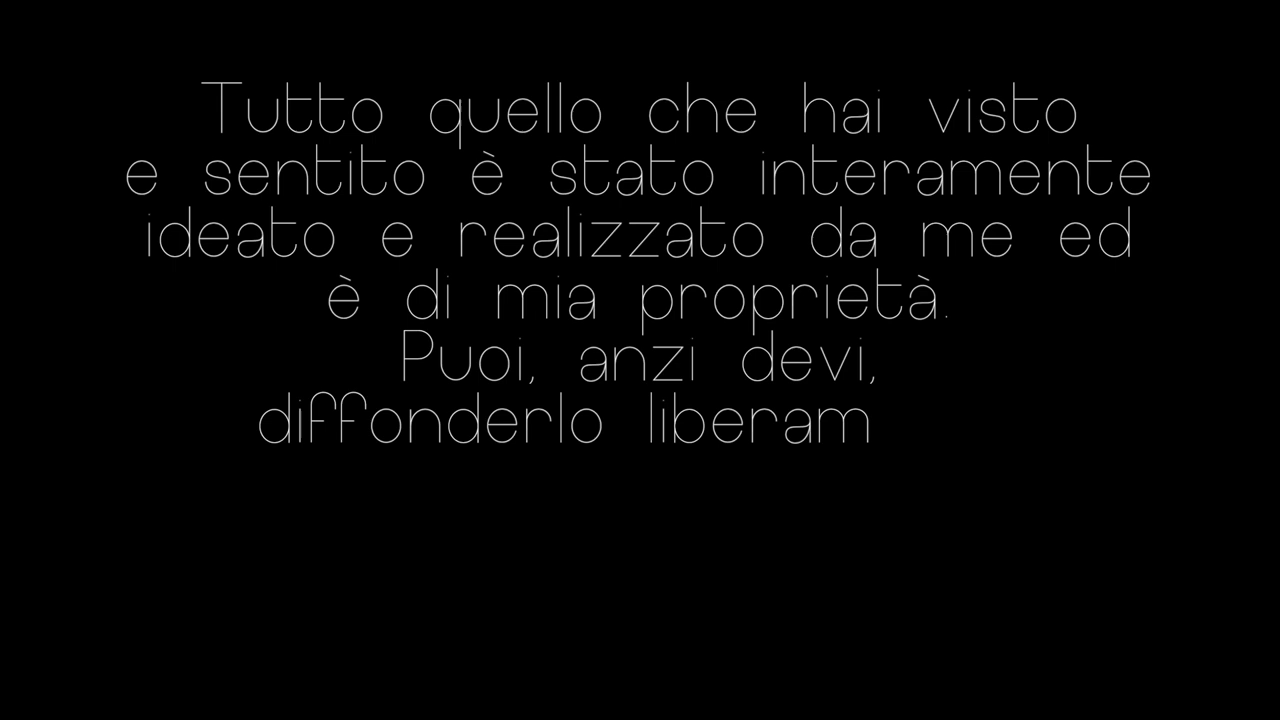 Tutto quello che hai visto
e sentito è stato interamente
ideato e realizzato da me ed
è di mia proprietà.
Puoi, anzi devi,
diffonderlo liberam